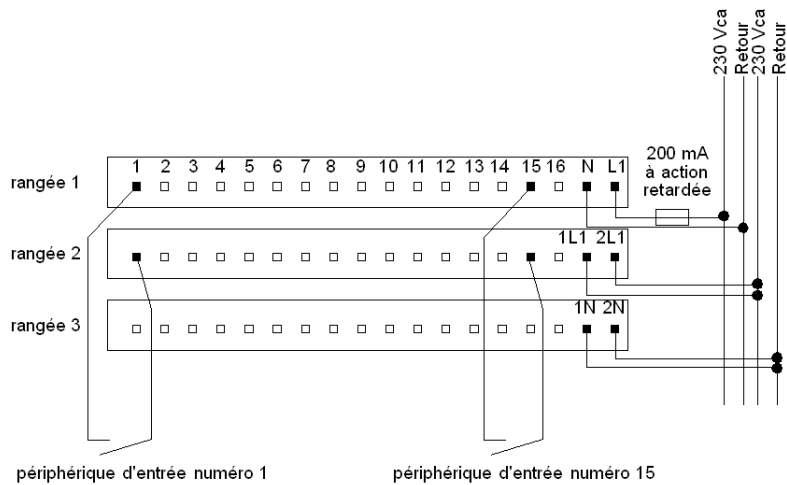 230 Vca
Retour
230 Vca
Retour
200 mA
à action
retardée
1 2 3 4 5 6 7 8 9 10 11 12 13 14 15 16 N L1
rangée 1
1L1 2L1
rangée 2
1N 2N
rangée 3
périphérique d'entrée numéro 1
périphérique d'entrée numéro 15